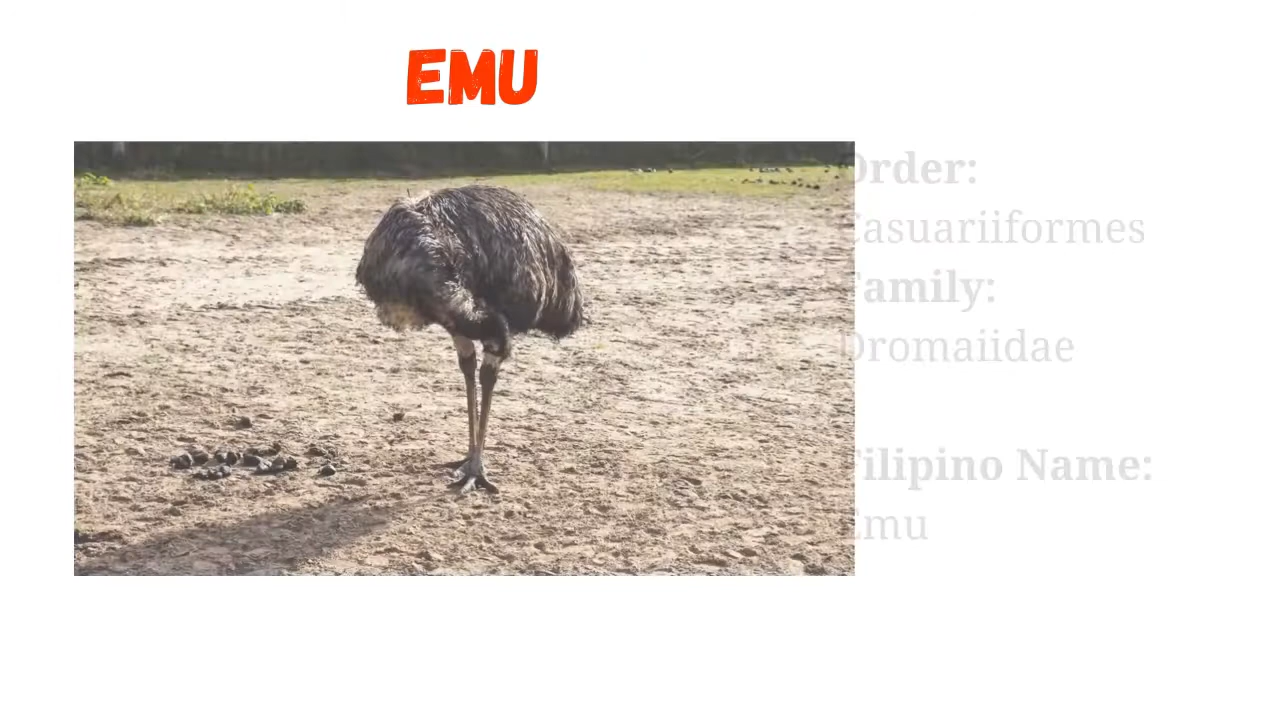 EMU
Order:
Casuariiformes
Family:
Dromaiidae
Filipino Name:
Emu